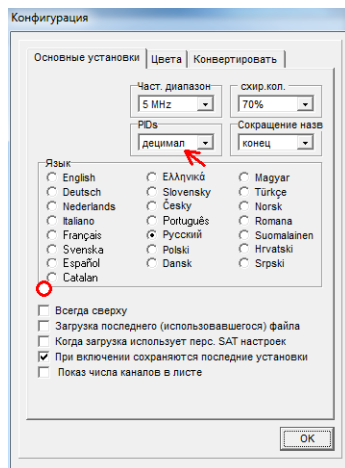 Конфигурация
Основные установки Цвета Конвертировать
Част. диапазон схир.кол.
5 MHz 70%
PIDs Сокращение назв
децимал конец
Язык
English Ελληνικά Magyar
Deutsch Slovensky Türkçe
Nederlands Česky Norsk
Italiano Português Romana
Français Русский Suomalainen
Svenska Polski Hrvatski
Español Dansk Srpski
Catalan
Всегда сверху
Загрузка последнего (использовавшегося) файла
Когда загрузка использует перс. SAT настроек
При включении сохраняются последние установки
Показ числа каналов в листе
OK